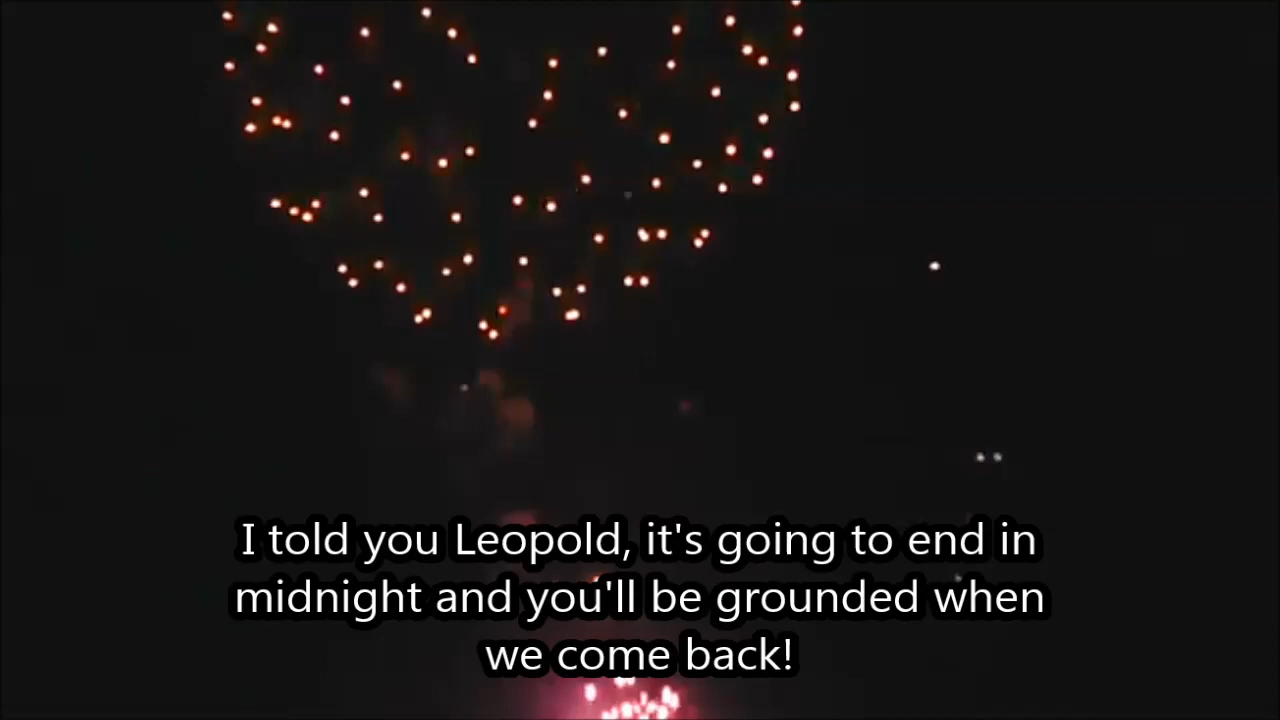 I told you Leopold, it's going to end in
midnight and you'll be grounded when
we come back!